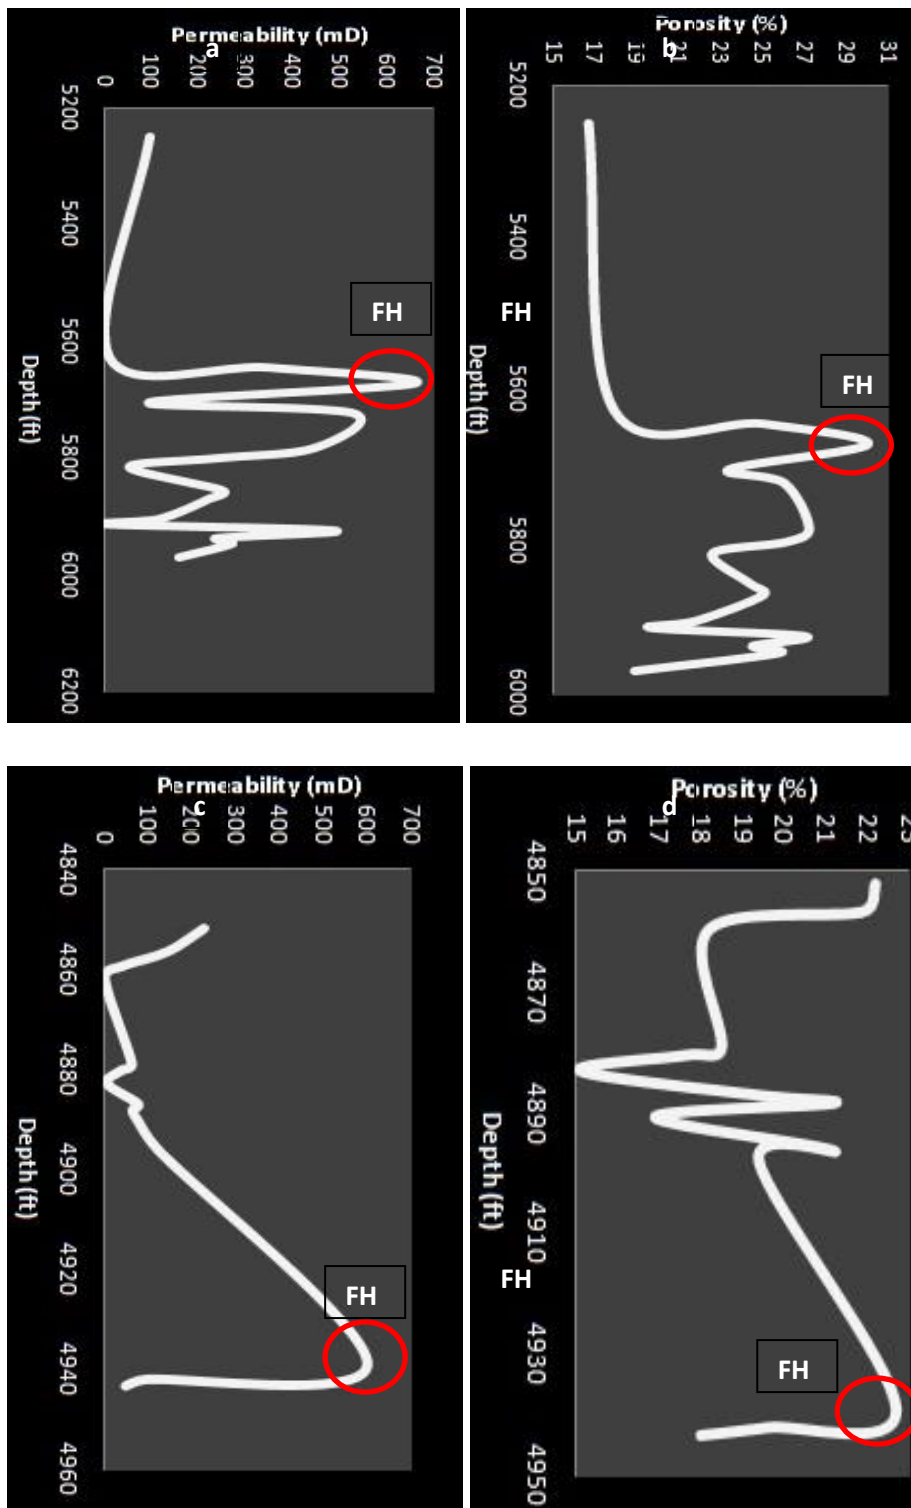 Permeability (mD)
a
0 100 200 300 400 500 600 700
5200
5400
5600
5800
6000
6200
Depth (ft)
FH
Porosity (%)
b
15 17 19 21 23 25 27 29 31
5200
5400
5600
5800
6000
Depth (ft)
FH
FH
Permeability (mD)
c
0 100 200 300 400 500 600 700
4840
4860
4880
4900
4920
4940
4960
Depth (ft)
FH
Porosity (%)
d
15 16 17 18 19 20 21 22 23
4850
4870
4890
4910
4930
4950
Depth (ft)
FH
FH